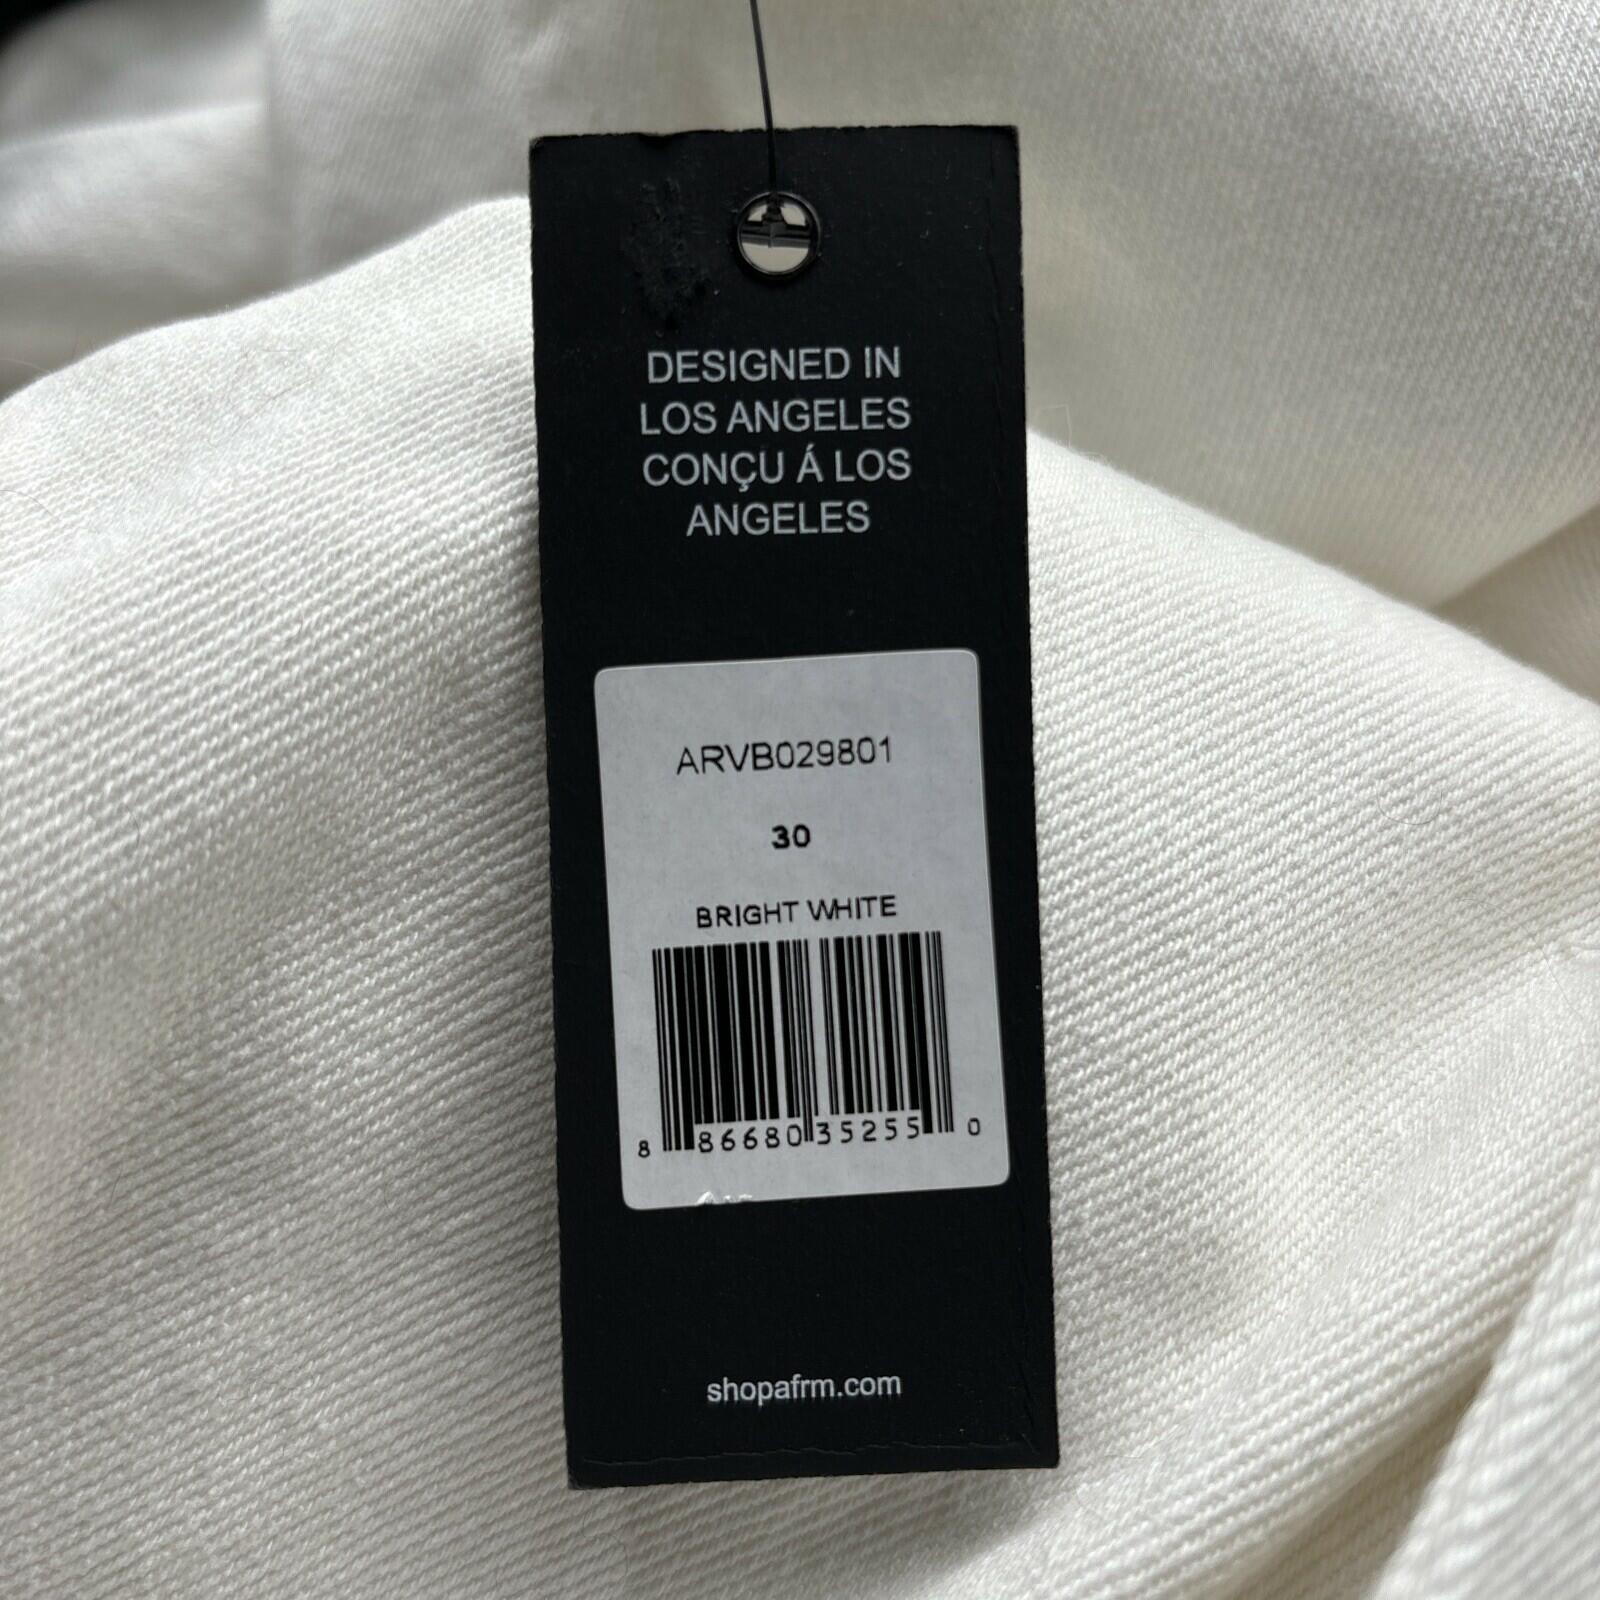 DESIGNED IN
LOS ANGELES
CONÇU Á LOS
ANGELES
ARVB029801
30
BRIGHT WHITE
8 86680 35255 0
shopafrm.com